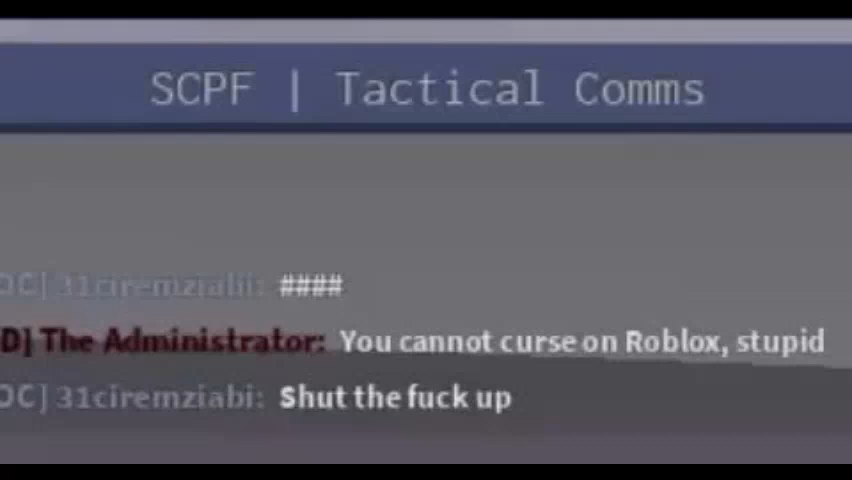 SCPF | Tactical Comms
OC] 31ciremziabi: ####
D] The Administrator: You cannot curse on Roblox, stupid
OC] 31ciremziabi: Shut the fuck up